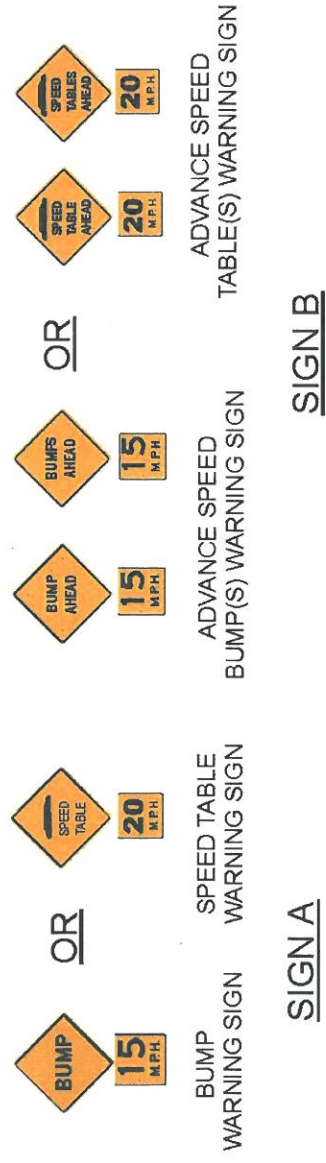 BUMP
15
M.P.H.
BUMP
WARNING SIGN
OR
SPEED
TABLE
20
M.P.H.
SPEED TABLE
WARNING SIGN
SIGN A
BUMP
AHEAD
15
M.P.H.
BUMPS
AHEAD
15
M.P.H.
ADVANCE SPEED
BUMP(S) WARNING SIGN
OR
SPEED
TABLE
AHEAD
20
M.P.H.
SPEED
TABLES
AHEAD
20
M.P.H.
ADVANCE SPEED
TABLE(S) WARNING SIGN
SIGN B